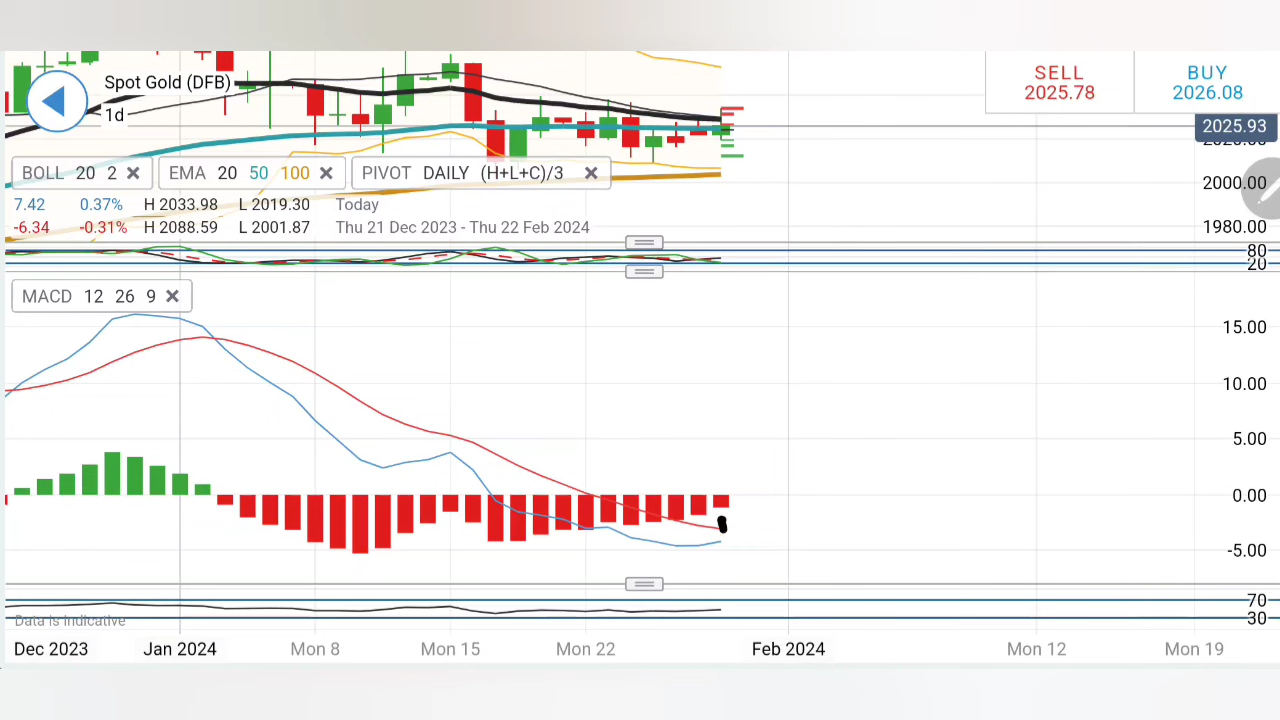 Spot Gold (DFB)
1d
SELL
2025.78
BUY
2026.08
2025.93
BOLL 20 2
EMA 20 50 100
PIVOT DAILY (H+L+C)/3
2000.00
7.42 0.37% H 2033.98 L 2019.30 Today
-6.34 -0.31% H 2088.59 L 2001.87 Thu 21 Dec 2023 - Thu 22 Feb 2024
1980.00
80
20
MACD 12 26 9
15.00
10.00
5.00
0.00
-5.00
70
30
Data is indicative
Dec 2023 Jan 2024 Mon 8 Mon 15 Mon 22 Feb 2024 Mon 12 Mon 19